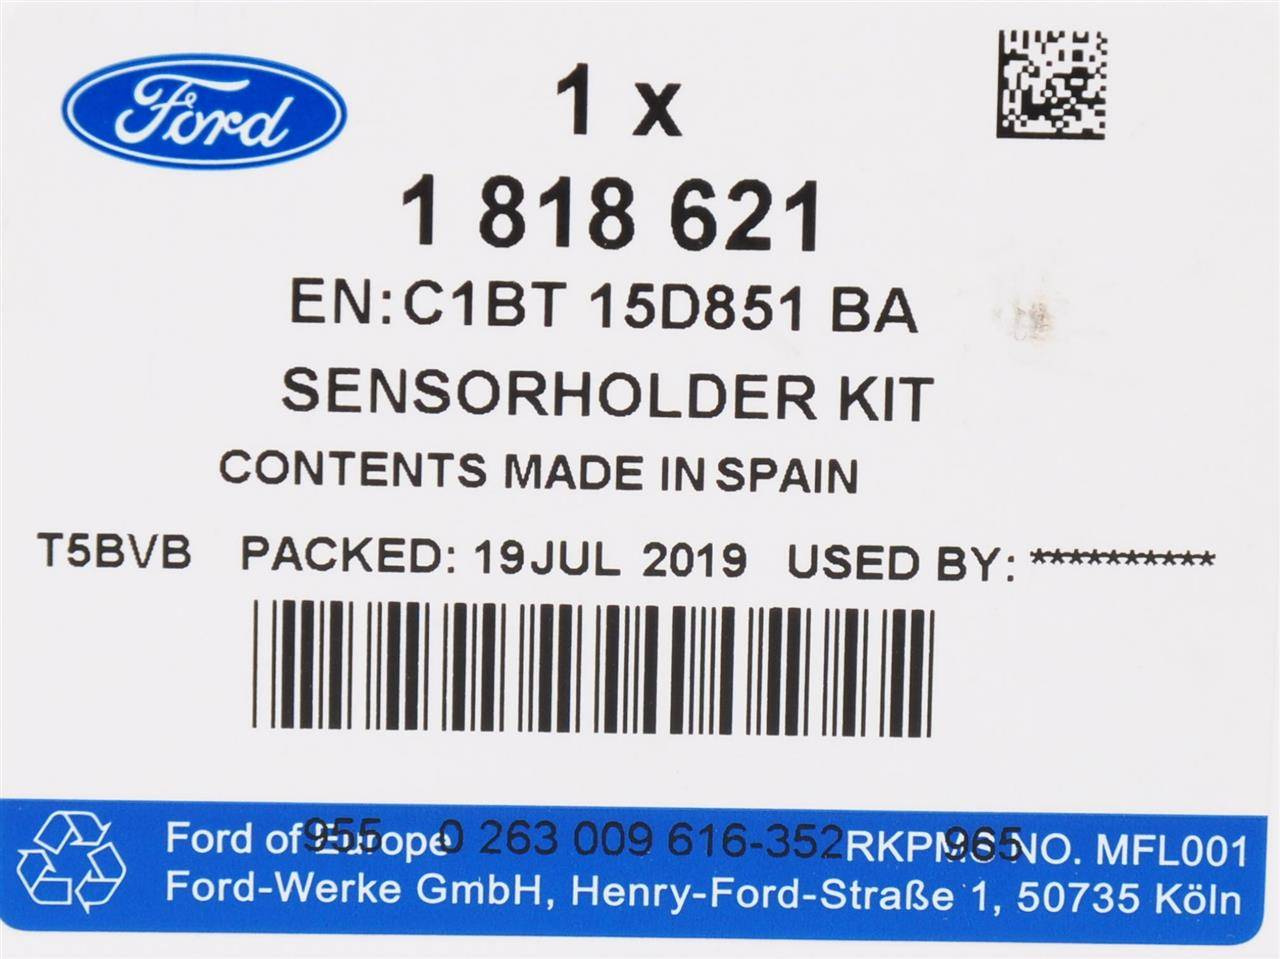 Ford
1 x
1 818 621
EN: C1BT 15D851 BA
SENSORHOLDER KIT
CONTENTS MADE IN SPAIN
T5BVB PACKED: 19JUL 2019 USED BY: **********
Ford of Europe 955 0 263 009 616-352 965 RKPMS NO. MFL001
Ford-Werke GmbH, Henry-Ford-Straße 1, 50735 Köln